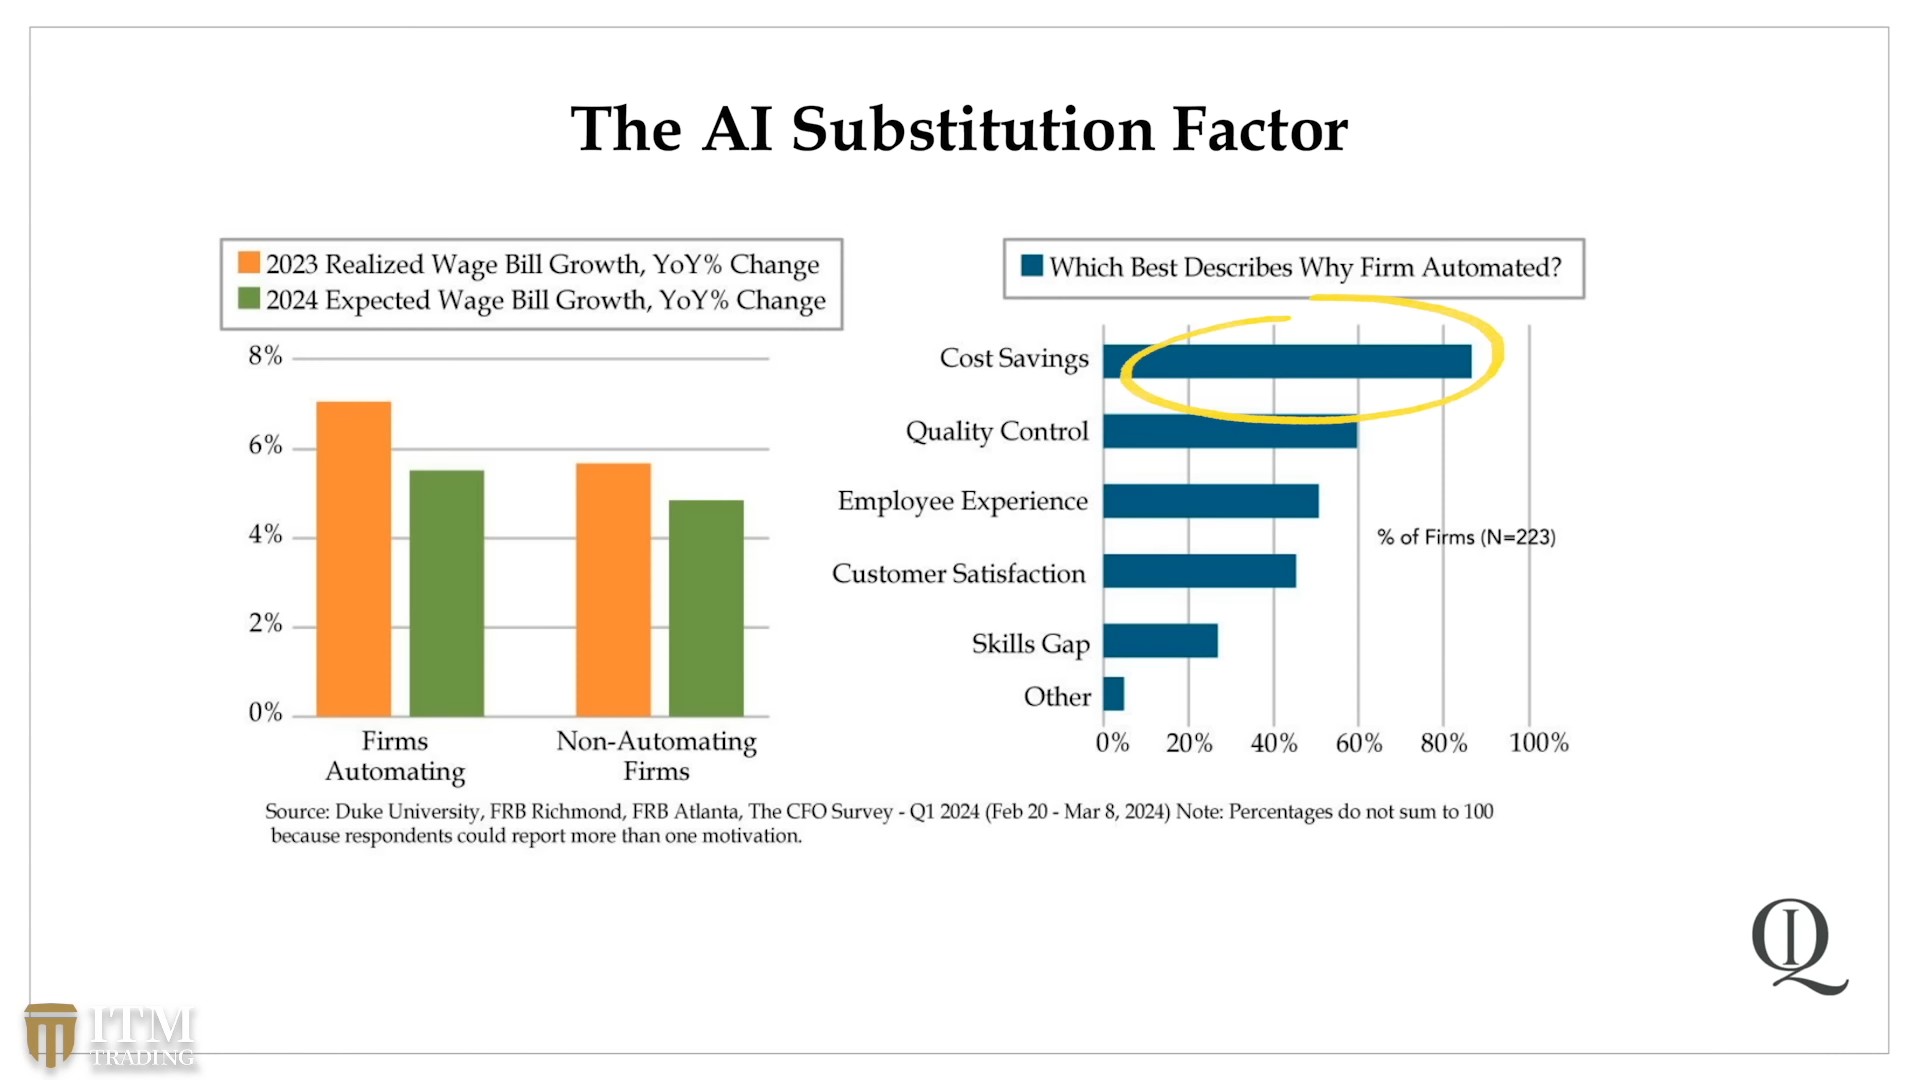 The AI Substitution Factor
2023 Realized Wage Bill Growth, YoY% Change
2024 Expected Wage Bill Growth, YoY% Change
8%
6%
4%
2%
0%
Firms
Automating
Non-Automating
Firms
Which Best Describes Why Firm Automated?
Cost Savings
Quality Control
Employee Experience
% of Firms (N=223)
Customer Satisfaction
Skills Gap
Other
0% 20% 40% 60% 80% 100%
Source: Duke University, FRB Richmond, FRB Atlanta, The CFO Survey - Q1 2024 (Feb 20 - Mar 8, 2024) Note: Percentages do not sum to 100
because respondents could report more than one motivation.
QI
ITM
TRADING